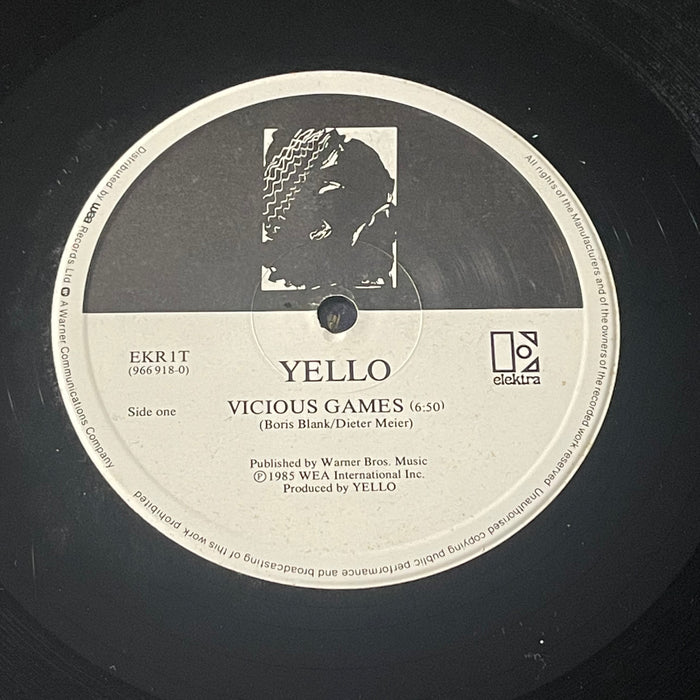 EKR1T
(966 918-0)
elektra
YELLO
Side one
VICIOUS GAMES (6:50)
(Boris Blank/Dieter Meier)
Published by Warner Bros. Music
℗ 1985 WEA International Inc.
Produced by YELLO
All rights of the Manufacturers and of the owners of the recorded work reserved Unauthorised copying public performance and broadcasting of this work prohibited
Distributed by wea Records Ltd A Warner Communications Company